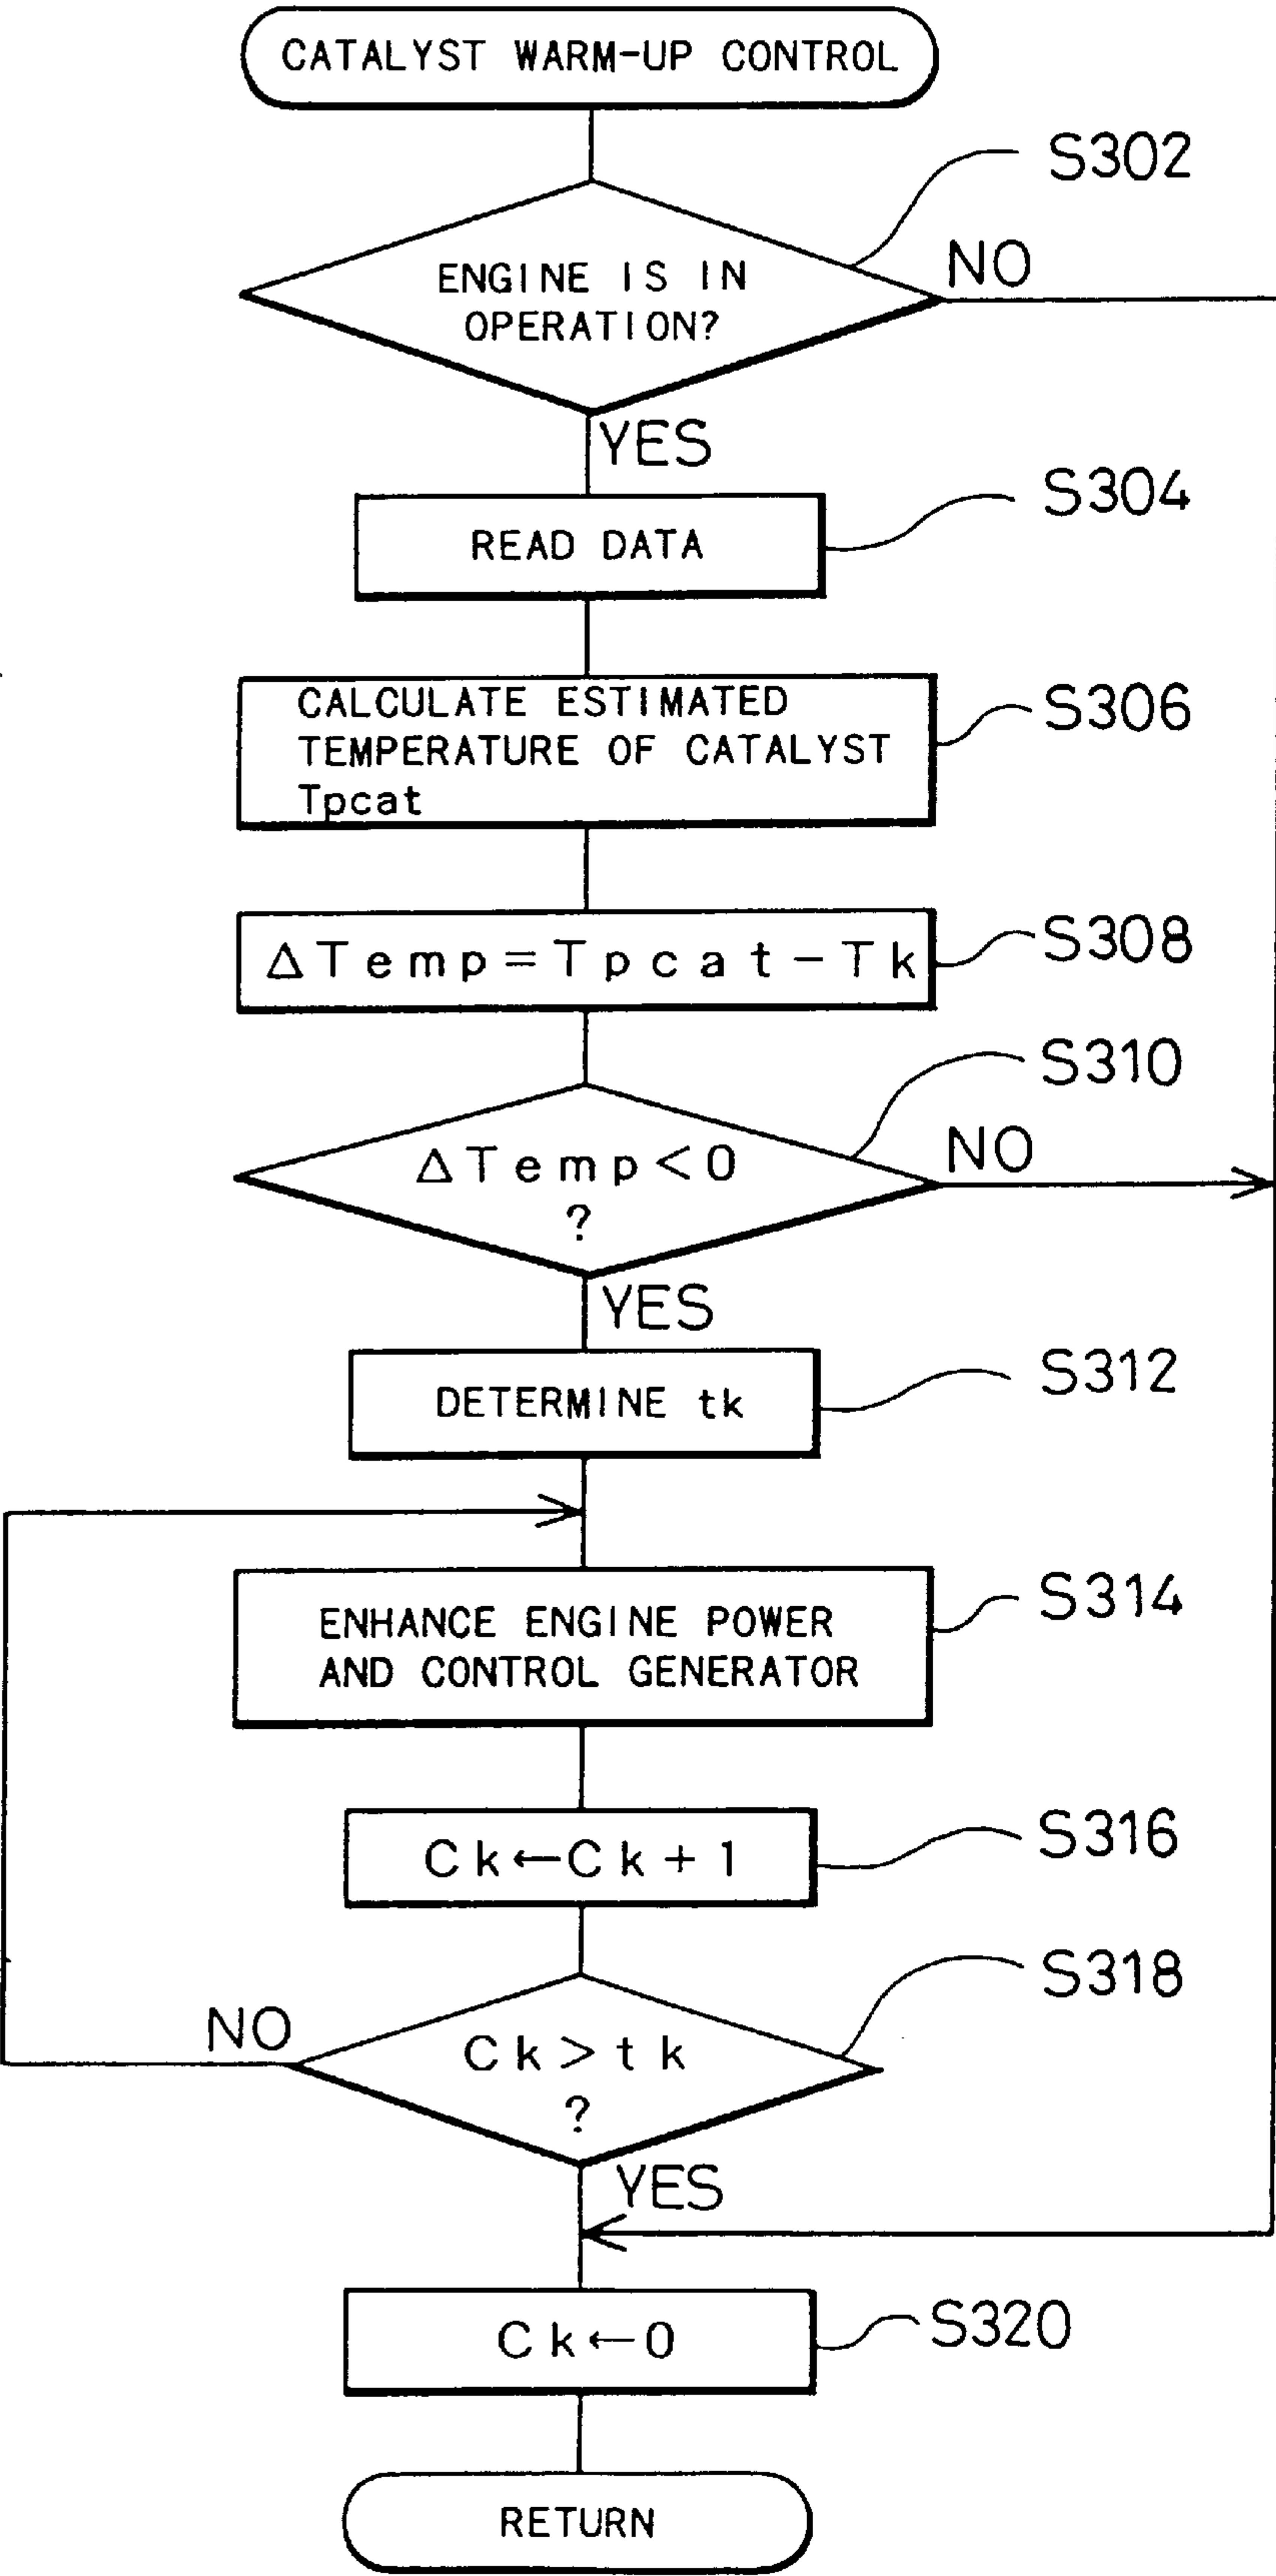 CATALYST WARM-UP CONTROL
S302
ENGINE IS IN
OPERATION?
NO
YES
S304
READ DATA
S306
CALCULATE ESTIMATED
TEMPERATURE OF CATALYST
Tpcat
S308
ΔTemp=Tpcat-Tk
S310
ΔTemp<0
?
NO
YES
S312
DETERMINE tk
S314
ENHANCE ENGINE POWER
AND CONTROL GENERATOR
S316
Ck←Ck+1
S318
NO
Ck>tk
?
YES
S320
Ck←0
RETURN